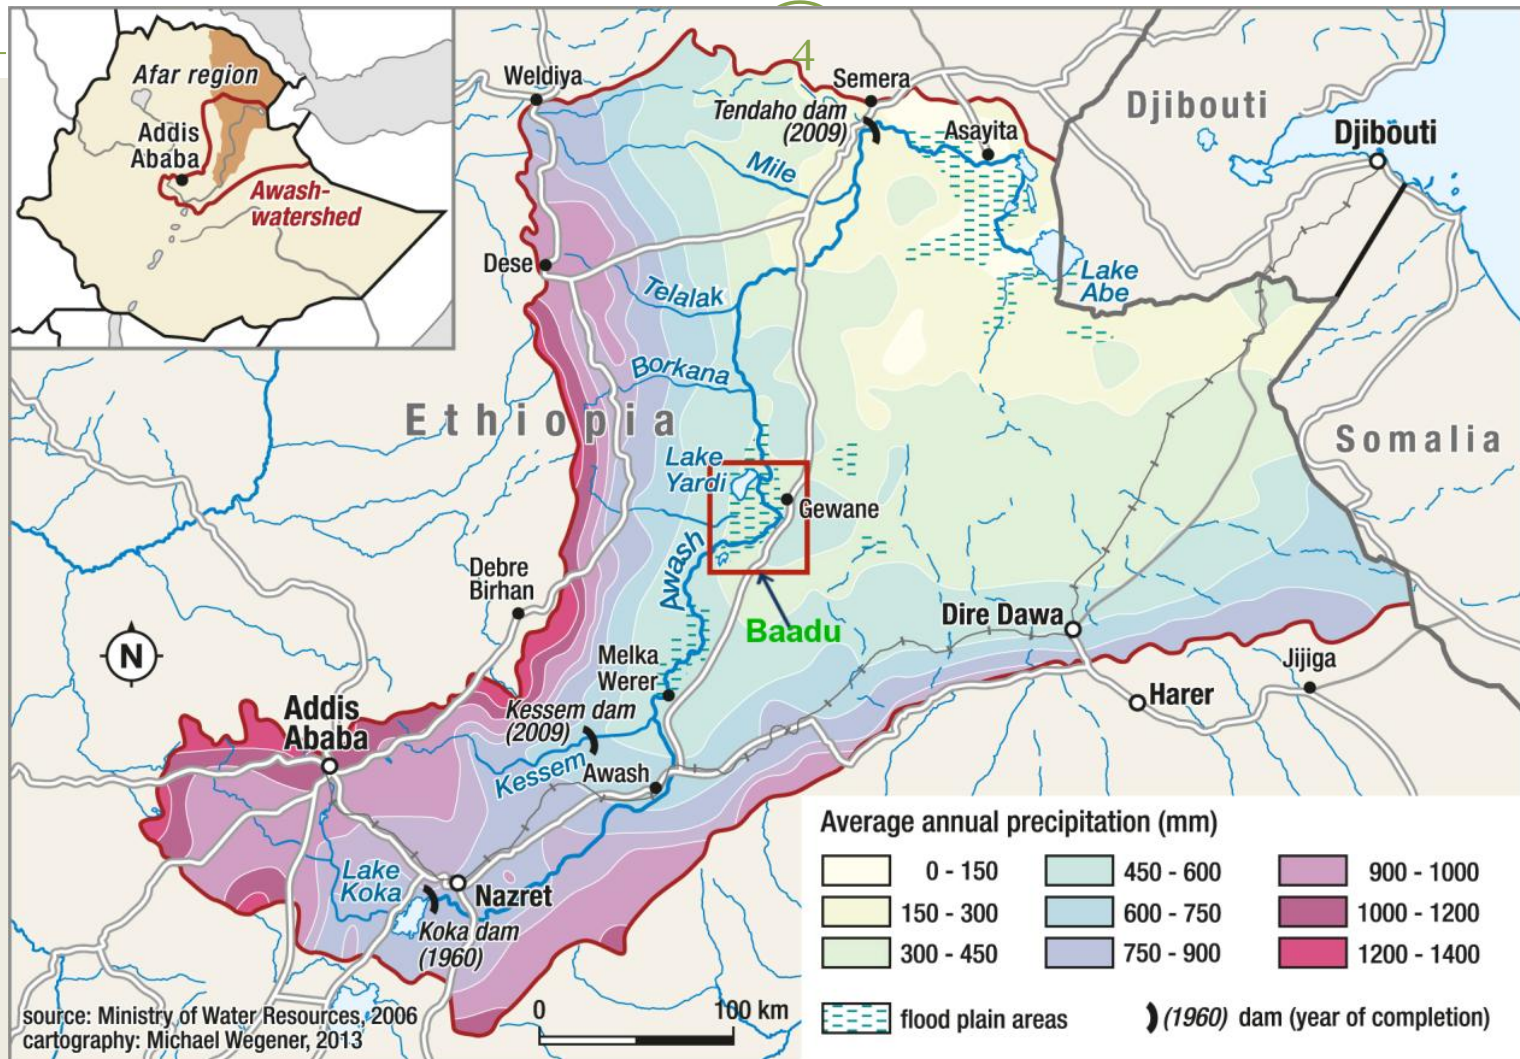 4
Afar region
Addis
Ababa
Awash-
watershed
Weldiya
Semera
Tendaho dam
(2009)
Asayita
Djibouti
Djibouti
Mile
Dese
Telalak
Lake
Abe
Borkana
Ethiopia
Somalia
Lake
Yardi
Gewane
Awash
Debre
Birhan
Baadu
Dire Dawa
N
Melka
Werer
Jijiga
Harer
Addis
Ababa
Kessem dam
(2009)
Kessem
Awash
Lake
Koka
Nazret
Koka dam
(1960)
Average annual precipitation (mm)
0 - 150
450 - 600
900 - 1000
150 - 300
600 - 750
1000 - 1200
300 - 450
750 - 900
1200 - 1400
flood plain areas
(1960) dam (year of completion)
0 100 km
source: Ministry of Water Resources, 2006
cartography: Michael Wegener, 2013